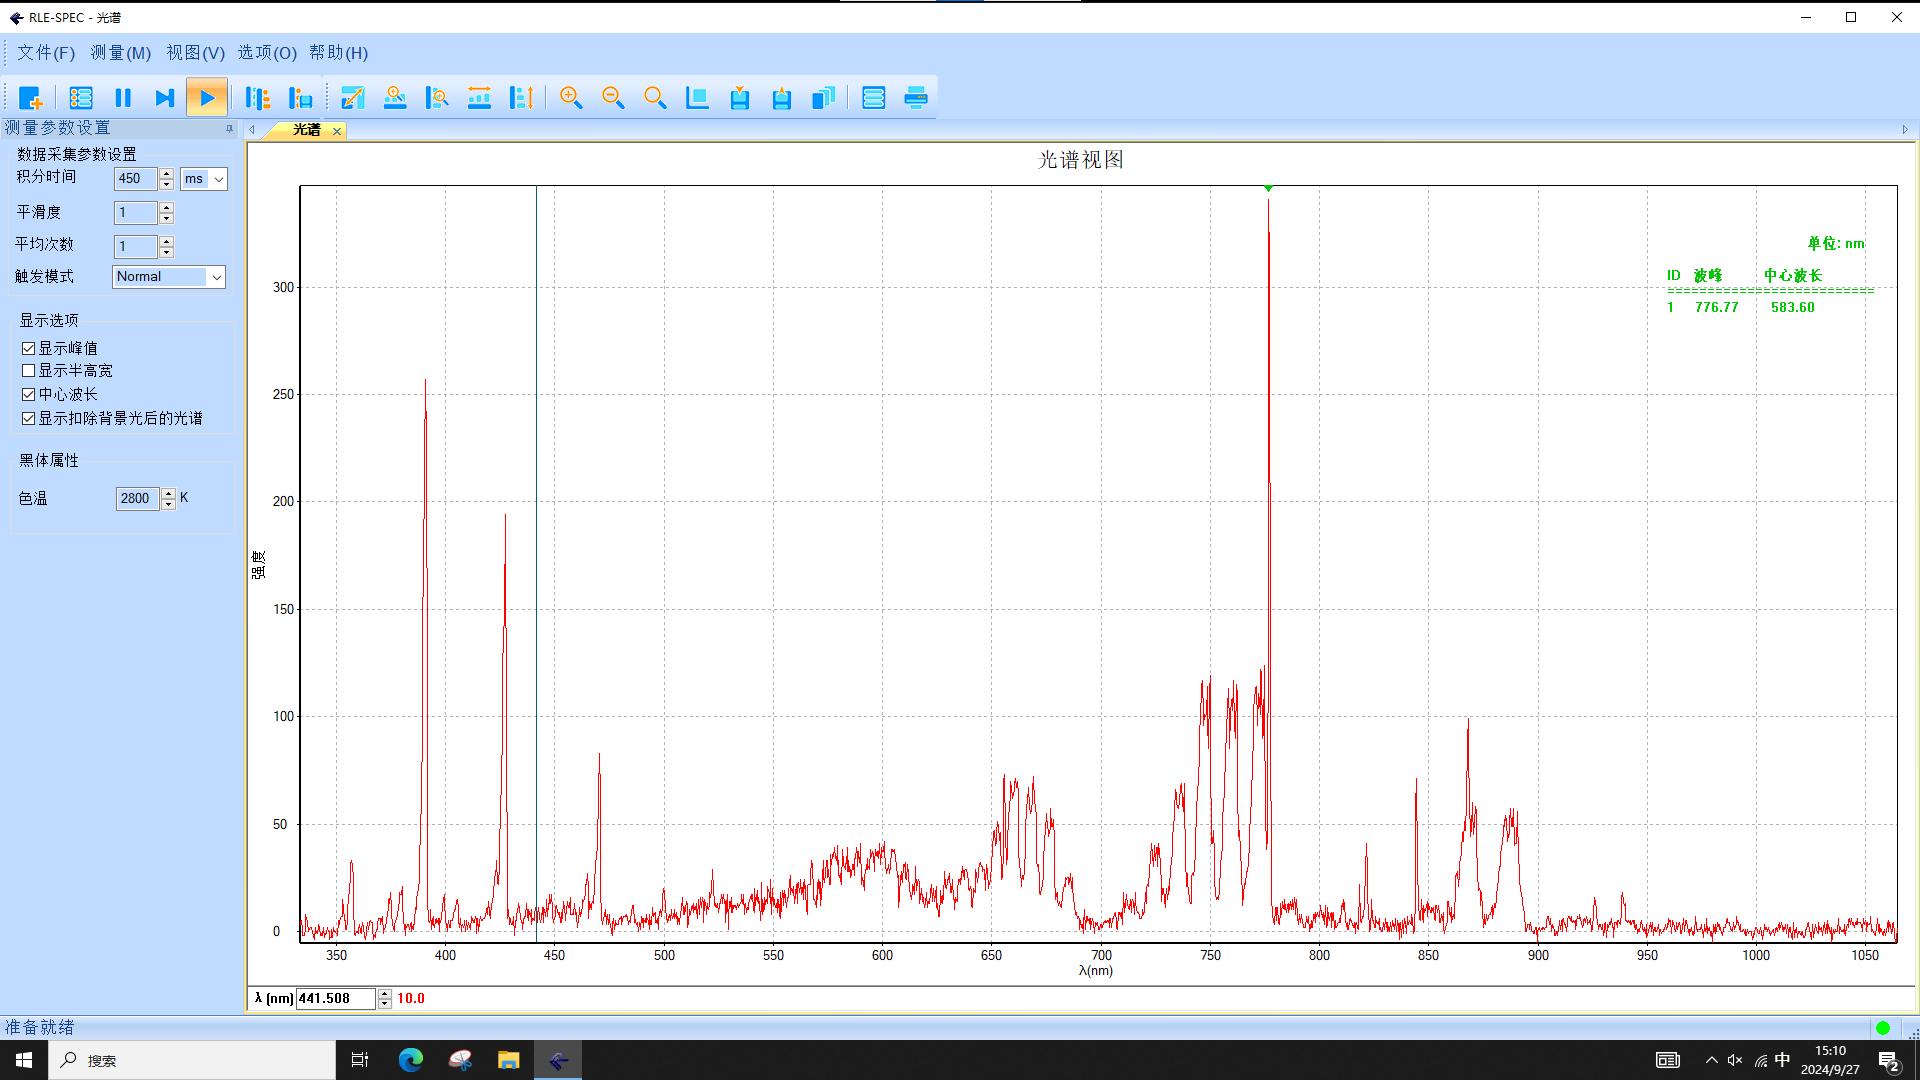 RLE-SPEC - 光谱
文件(F) 测量(M) 视图(V) 选项(O) 帮助(H)
测量参数设置
数据采集参数设置
积分时间 450 ms
平滑度 1
平均次数 1
触发模式 Normal
显示选项
显示峰值
显示半高宽
中心波长
显示扣除背景光后的光谱
黑体属性
色温 2800 K
光谱
光谱视图
单位: nm
ID 波峰 中心波长
==========================
1 776.77 583.60
强度
300
250
200
150
100
50
0
350 400 450 500 550 600 650 700 750 800 850 900 950 1000 1050
λ(nm)
λ (nm) 441.508 10.0
准备就绪
搜索
中
15:10
2024/9/27
2